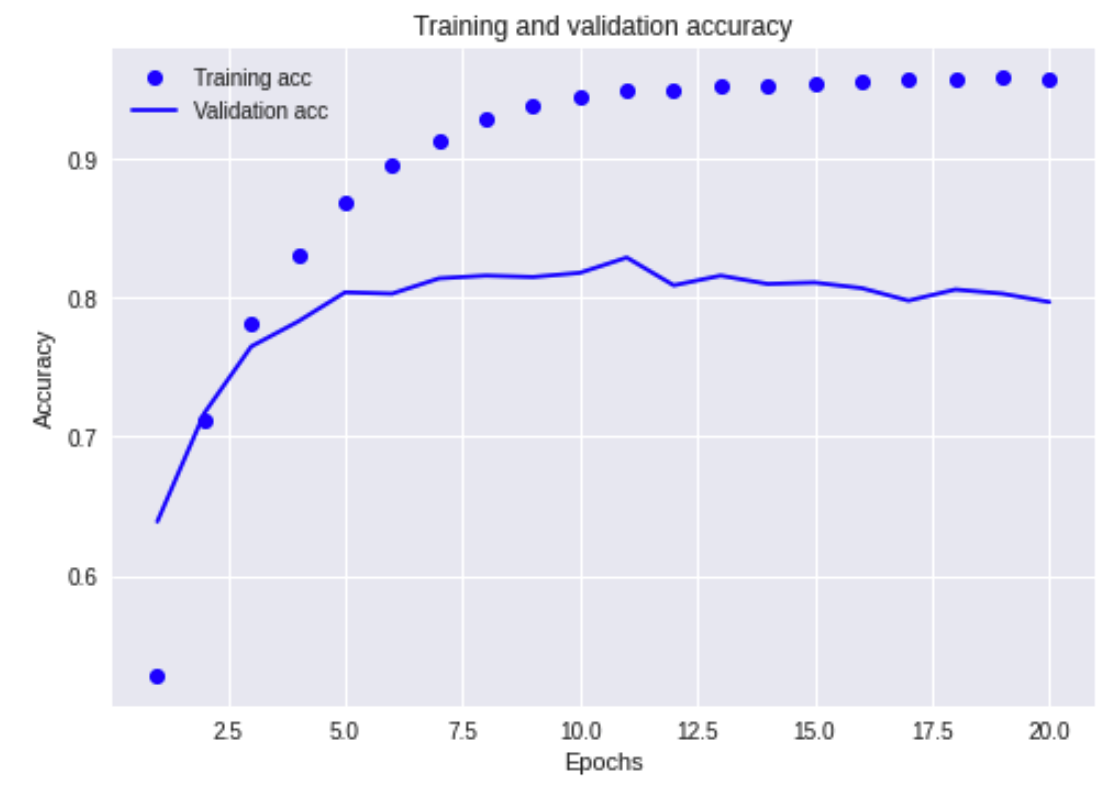 Training and validation accuracy
Training acc
Validation acc
0.9
0.8
0.7
0.6
Accuracy
2.5 5.0 7.5 10.0 12.5 15.0 17.5 20.0
Epochs